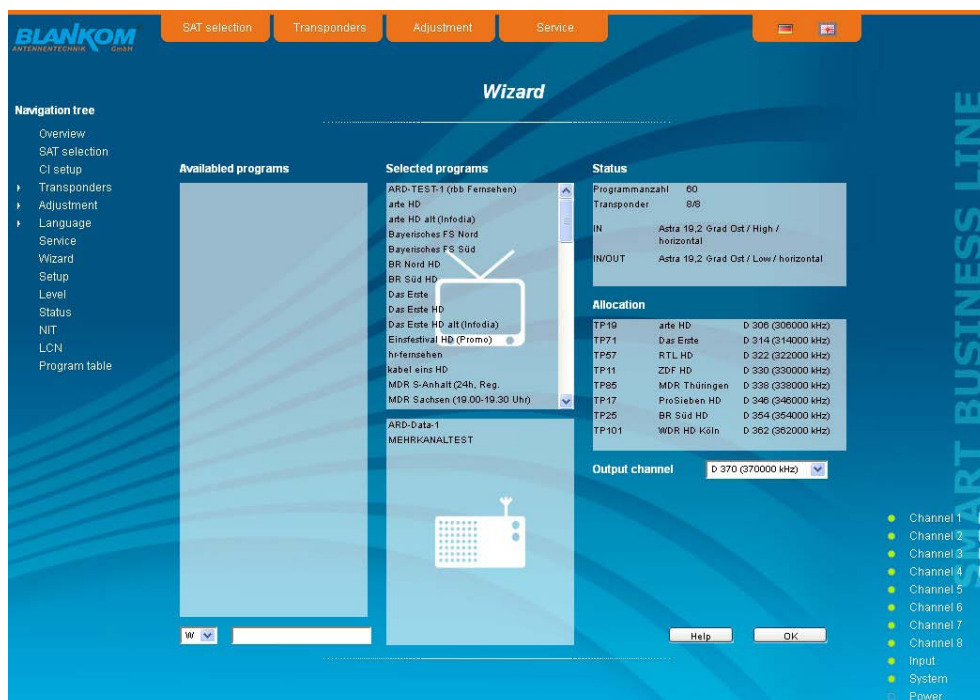 BLANKOM
ANTENNENTECHNIK GmbH
SAT selection
Transponders
Adjustment
Service
Wizard
Navigation tree
Overview
SAT selection
CI setup
Transponders
Adjustment
Language
Service
Wizard
Setup
Level
Status
NIT
LCN
Program table
Availabled programs
W
Selected programs
ARD-TEST-1 (rbb Fernsehen)
arte HD
arte HD alt (Infodia)
Bayerisches FS Nord
Bayerisches FS Süd
BR Nord HD
BR Süd HD
Das Erste
Das Erste HD
Das Erste HD alt (Infodia)
Einsfestival HD (Promo)
hr-fernsehen
kabel eins HD
MDR S-Anhalt (24h, Reg.
MDR Sachsen (19.00-19.30 Uhr)
ARD-Data-1
MEHRKANALTEST
Status
Programmanzahl 60
Transponder 8/8
IN Astra 19,2 Grad Ost / High /
horizontal
IN/OUT Astra 19,2 Grad Ost / Low / horizontal
Allocation
TP19 arte HD D 306 (306000 kHz)
TP71 Das Erste D 314 (314000 kHz)
TP57 RTL HD D 322 (322000 kHz)
TP11 ZDF HD D 330 (330000 kHz)
TP85 MDR Thüringen D 338 (338000 kHz)
TP17 ProSieben HD D 346 (346000 kHz)
TP25 BR Süd HD D 354 (354000 kHz)
TP101 WDR HD Köln D 362 (362000 kHz)
Output channel D 370 (370000 kHz)
Help
OK
SMART BUSINESS LINE
Channel 1
Channel 2
Channel 3
Channel 4
Channel 5
Channel 6
Channel 7
Channel 8
Input
System
Power